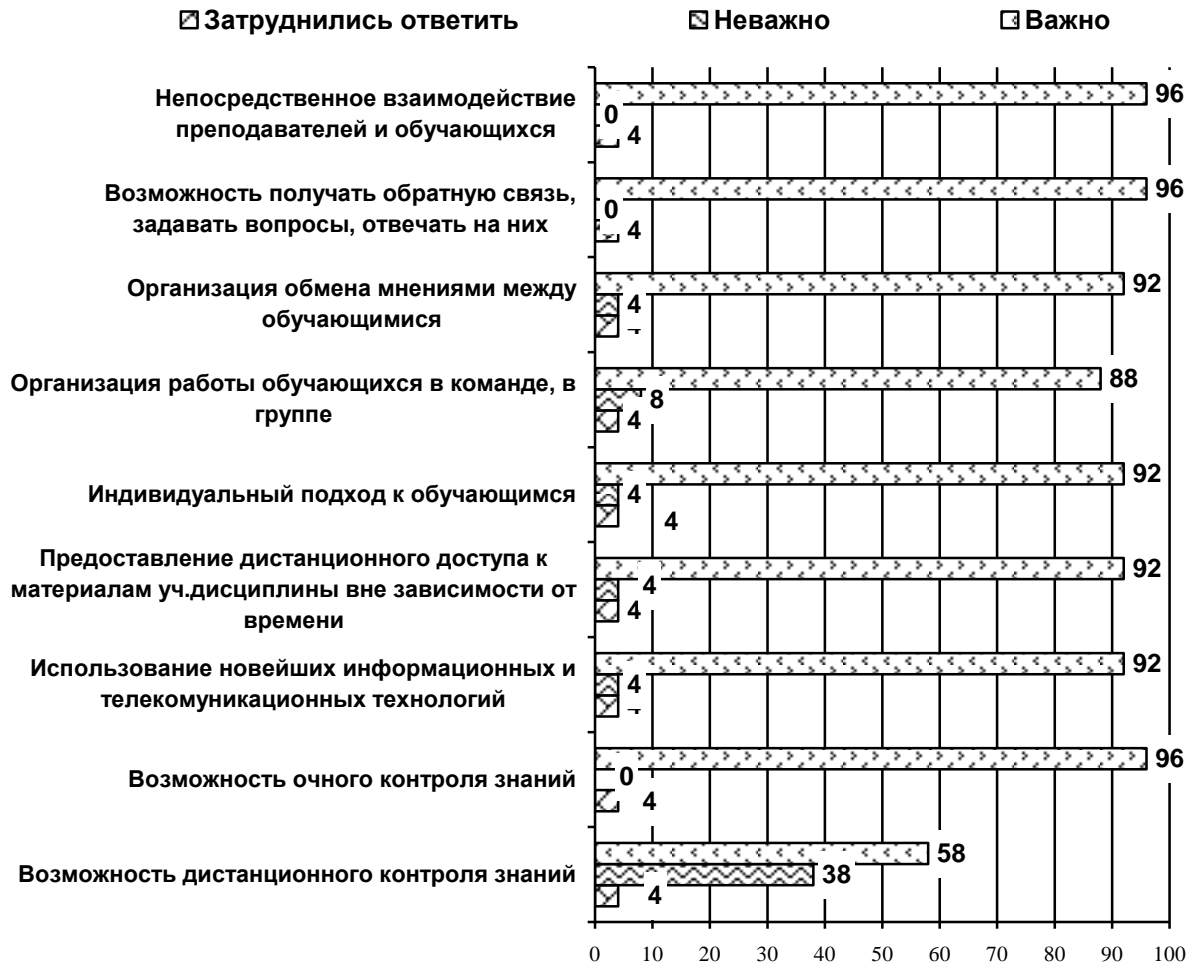 Затруднились ответить Неважно Важно
Непосредственное взаимодействие
преподавателей и обучающихся
96
0
4
Возможность получать обратную связь,
задавать вопросы, отвечать на них
96
0
4
Организация обмена мнениями между
обучающимися
92
4
Организация работы обучающихся в команде, в
группе
88
8
4
Индивидуальный подход к обучающимся
92
4
4
Предоставление дистанционного доступа к
материалам уч.дисциплины вне зависимости от
времени
92
4
4
Использование новейших информационных и
телекомуникационных технологий
92
4
Возможность очного контроля знаний
96
0
4
Возможность дистанционного контроля знаний
58
38
4
0 10 20 30 40 50 60 70 80 90 100